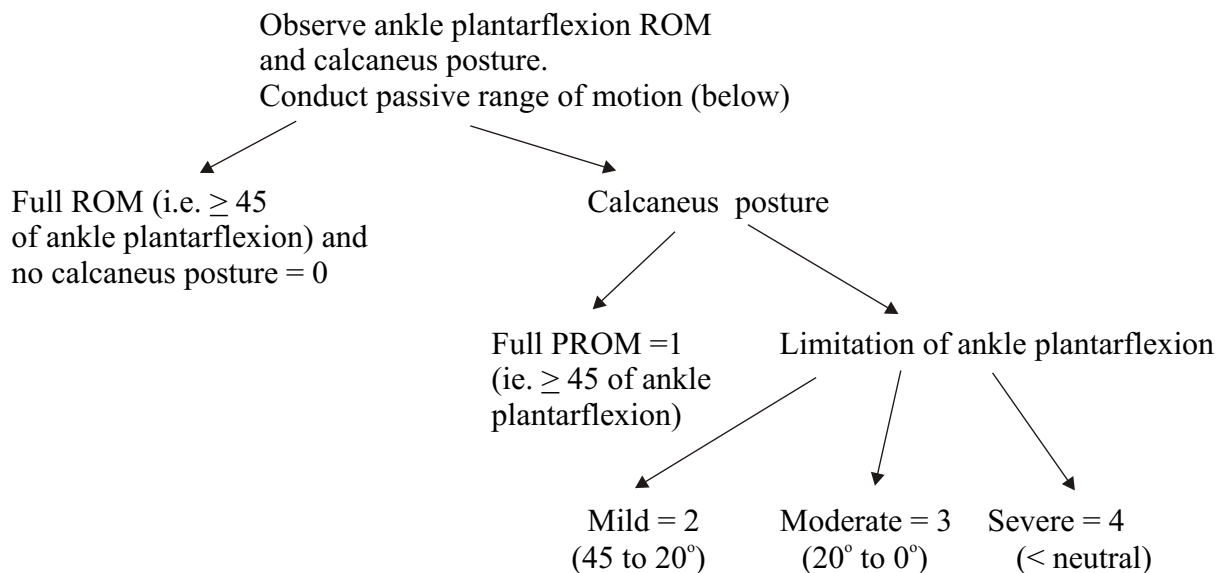 Observe ankle plantarflexion ROM
and calcaneus posture.
Conduct passive range of motion (below)
Full ROM (i.e. ≥ 45
of ankle plantarflexion) and
no calcaneus posture = 0
Calcaneus posture
Full PROM =1
(ie. ≥ 45 of ankle
plantarflexion)
Limitation of ankle plantarflexion
Mild = 2
(45 to 20°)
Moderate = 3
(20° to 0°)
Severe = 4
(< neutral)